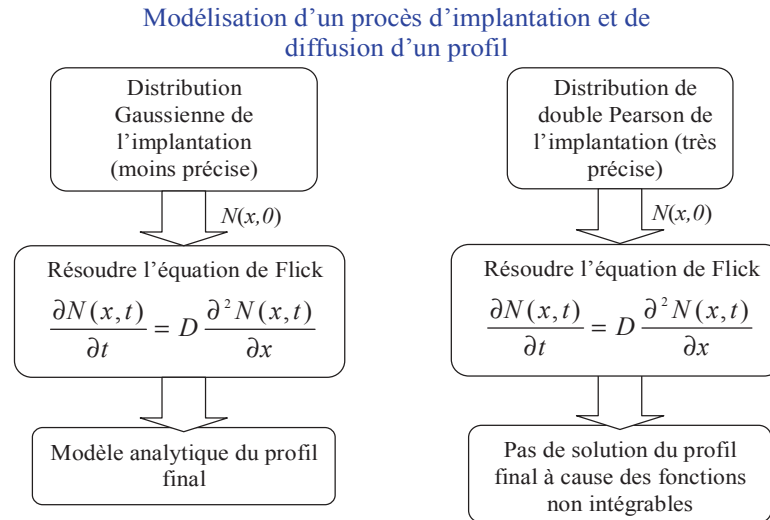 Modélisation d'un procès d'implantation et de
diffusion d'un profil
Distribution
Gaussienne de
l'implantation
(moins précise)
N(x,0)
Résoudre l'équation de Flick
∂N(x,t)/∂t = D ∂²N(x,t)/∂x
Modèle analytique du profil
final
Distribution de
double Pearson de
l'implantation (très
précise)
N(x,0)
Résoudre l'équation de Flick
∂N(x,t)/∂t = D ∂²N(x,t)/∂x
Pas de solution du profil
final à cause des fonctions
non intégrables